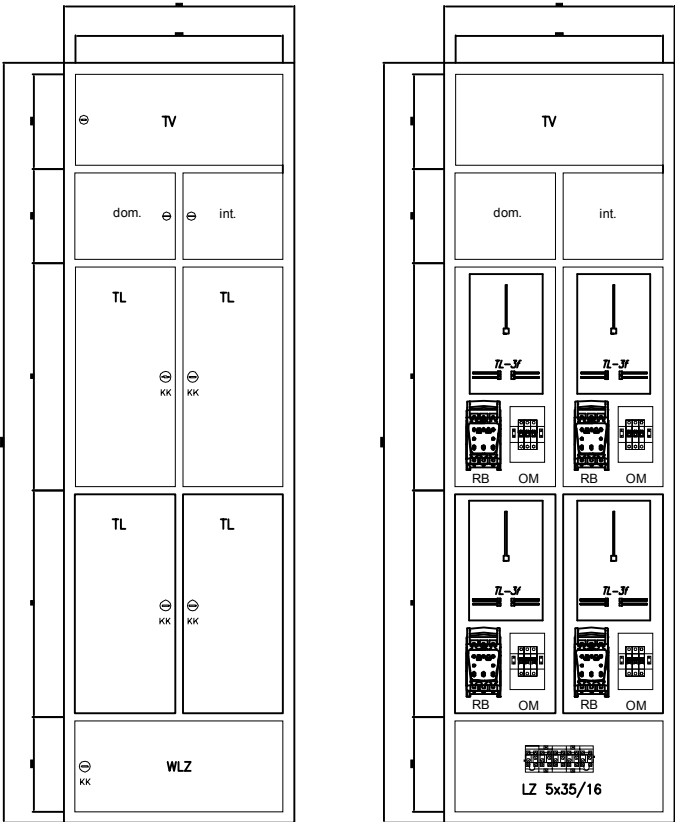 TV
dom. int.
TL TL
KK KK
TL TL
KK KK
WLZ
KK
TV
dom. int.
TL-3f TL-3f
RB OM RB OM
TL-3f TL-3f
RB OM RB OM
LZ 5x35/16